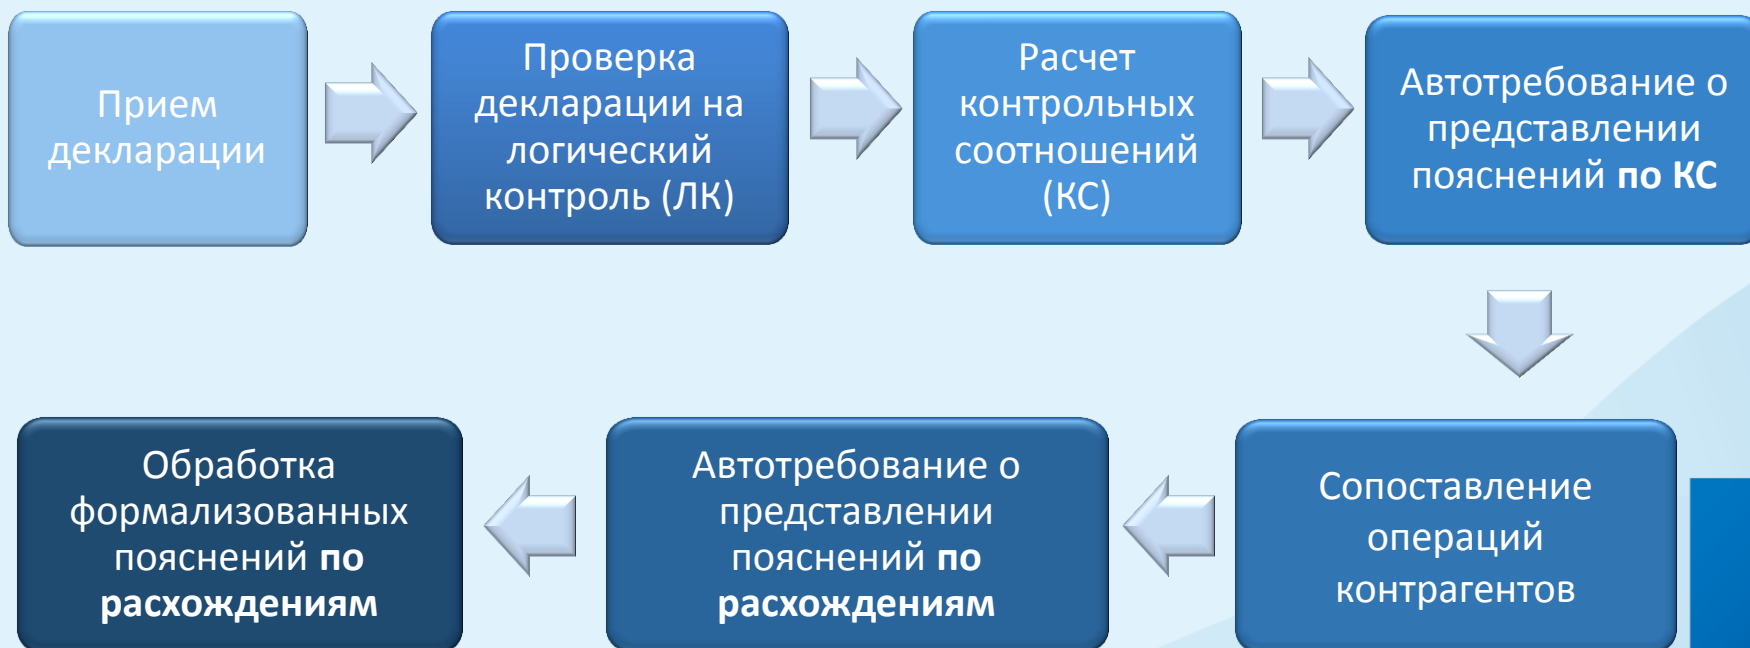 Прием
декларации
Проверка
декларации на
логический
контроль (ЛК)
Расчет
контрольных
соотношений
(КС)
Автотребование о
представлении
пояснений по КС
Обработка
формализованных
пояснений по
расхождениям
Автотребование о
представлении
пояснений по
расхождениям
Сопоставление
операций
контрагентов